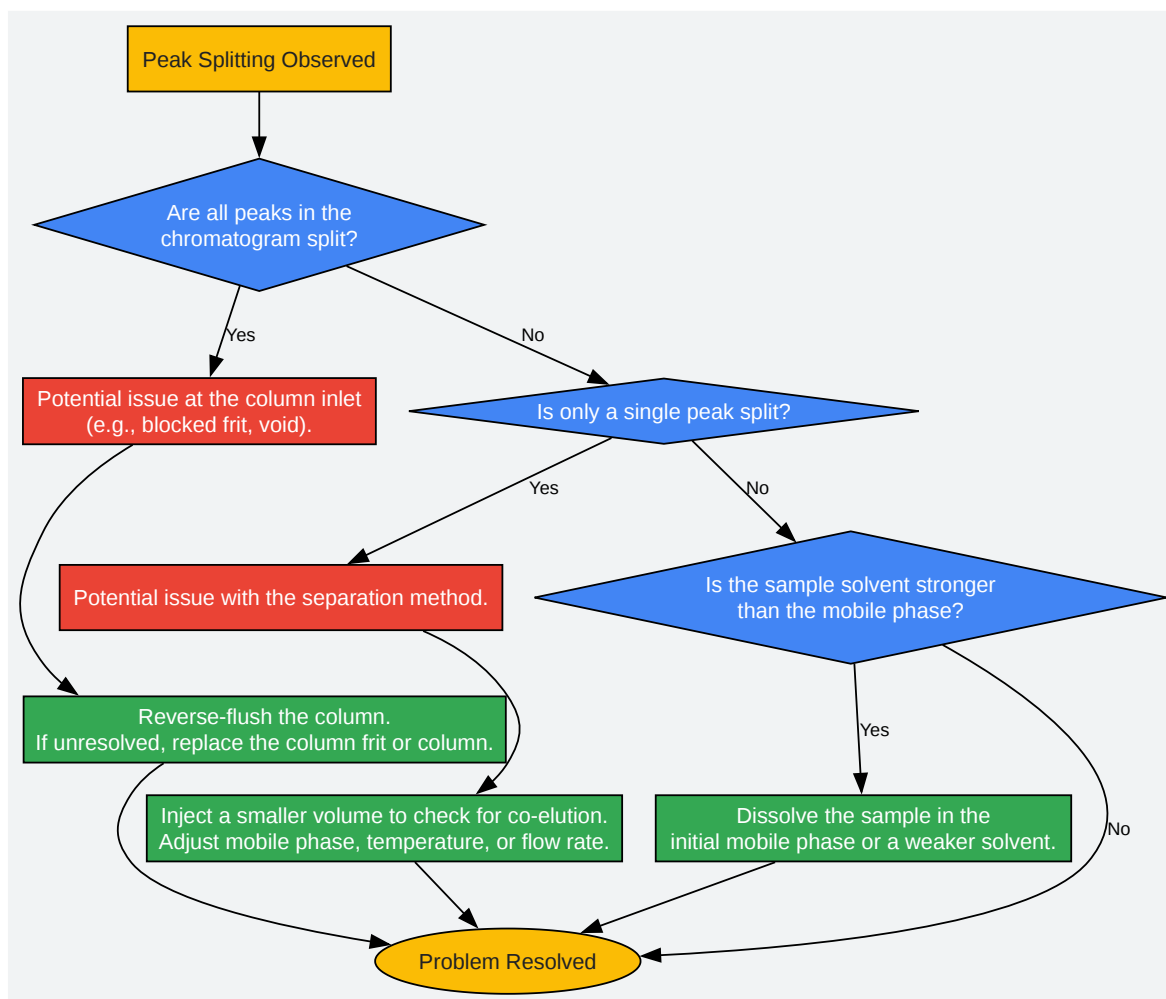 Peak Splitting Observed
Are all peaks in the
chromatogram split?
Yes
No
Potential issue at the column inlet
(e.g., blocked frit, void).
Is only a single peak split?
Yes
No
Potential issue with the separation method.
Is the sample solvent stronger
than the mobile phase?
Reverse-flush the column.
If unresolved, replace the column frit or column.
Yes
No
Inject a smaller volume to check for co-elution.
Adjust mobile phase, temperature, or flow rate.
Dissolve the sample in the
initial mobile phase or a weaker solvent.
Problem Resolved